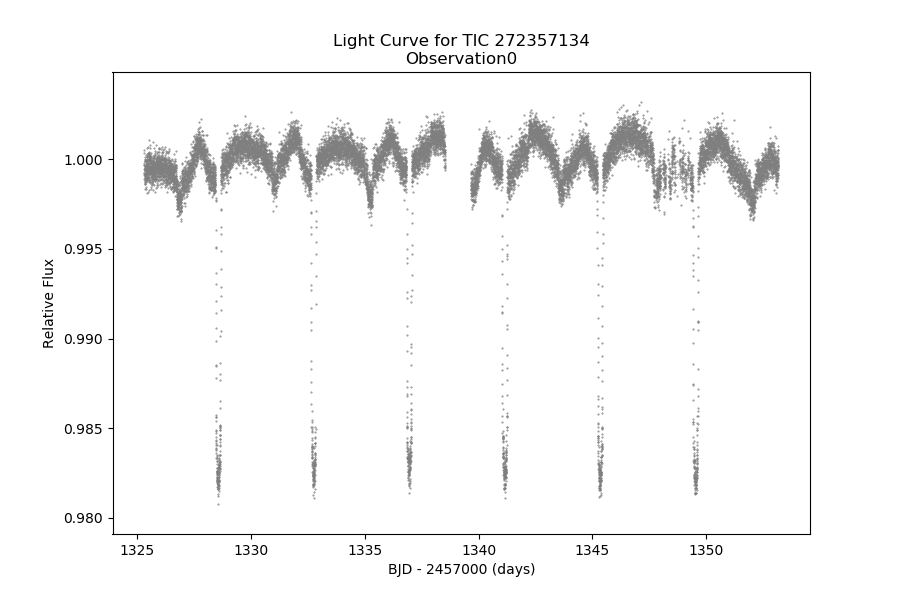 Light Curve for TIC 272357134
Observation0
1.000
0.995
0.990
0.985
0.980
Relative Flux
1325
1330
1335
1340
1345
1350
BJD - 2457000 (days)